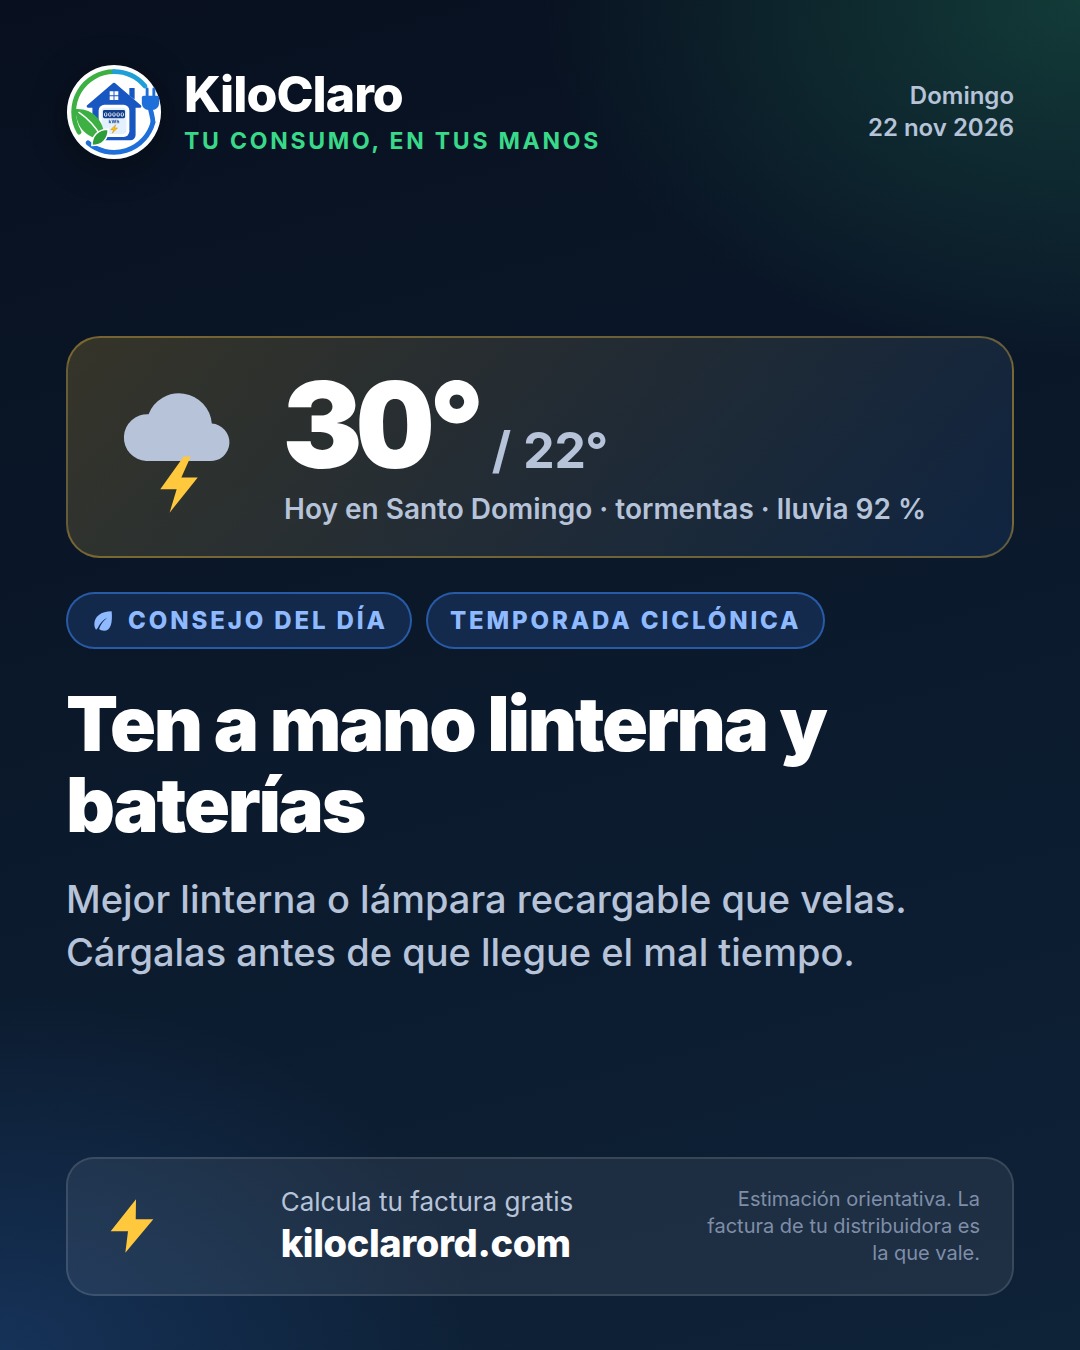 KiloClaro
TU CONSUMO, EN TUS MANOS
Domingo
22 nov 2026
30° / 22°
Hoy en Santo Domingo · tormentas · lluvia 92 %
CONSEJO DEL DÍA
TEMPORADA CICLÓNICA
Ten a mano linterna y
baterías
Mejor linterna o lámpara recargable que velas.
Cárgalas antes de que llegue el mal tiempo.
Calcula tu factura gratis
kiloclarord.com
Estimación orientativa. La
factura de tu distribuidora es
la que vale.